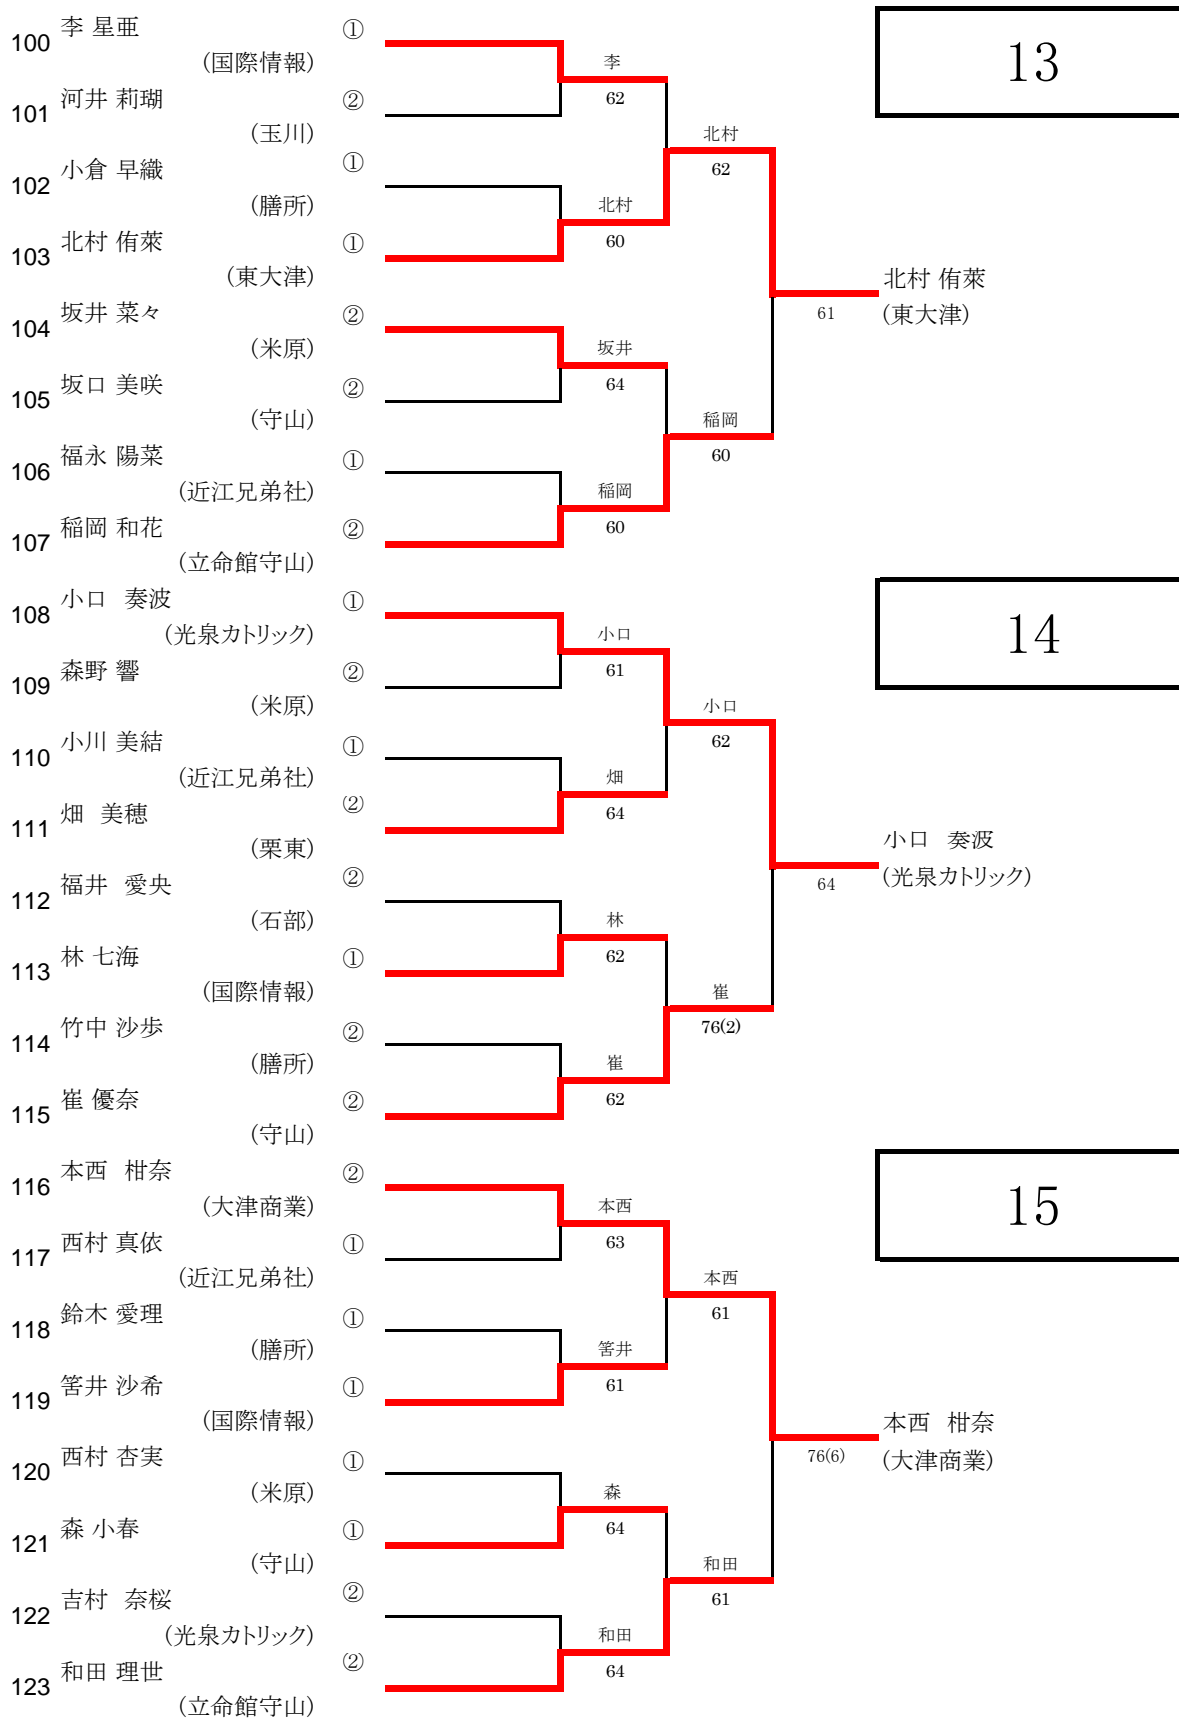 100 李 星亜 ①
(国際情報)
101 河井 莉瑚 ②
(玉川)
102 小倉 早織 ①
(膳所)
103 北村 侑萊 ①
(東大津)
104 坂井 菜々 ②
(米原)
105 坂口 美咲 ②
(守山)
106 福永 陽菜 ①
(近江兄弟社)
107 稲岡 和花 ②
(立命館守山)
李
62
北村
60
坂井
64
稲岡
60
北村
62
稲岡
60
61
北村 侑萊
(東大津)
13
108 小口 奏波 ①
(光泉カトリック)
109 森野 響 ②
(米原)
110 小川 美結 ①
(近江兄弟社)
111 畑 美穂 ②
(栗東)
112 福井 愛央 ②
(石部)
113 林 七海 ①
(国際情報)
114 竹中 沙歩 ②
(膳所)
115 崔 優奈 ②
(守山)
小口
61
畑
64
林
62
崔
62
小口
62
崔
76(2)
64
小口 奏波
(光泉カトリック)
14
116 本西 柑奈 ②
(大津商業)
117 西村 真依 ①
(近江兄弟社)
118 鈴木 愛理 ①
(膳所)
119 筈井 沙希 ①
(国際情報)
120 西村 杏実 ①
(米原)
121 森 小春 ①
(守山)
122 吉村 奈桜 ②
(光泉カトリック)
123 和田 理世 ②
(立命館守山)
本西
63
筈井
61
森
64
和田
64
本西
61
和田
61
76(6)
本西 柑奈
(大津商業)
15